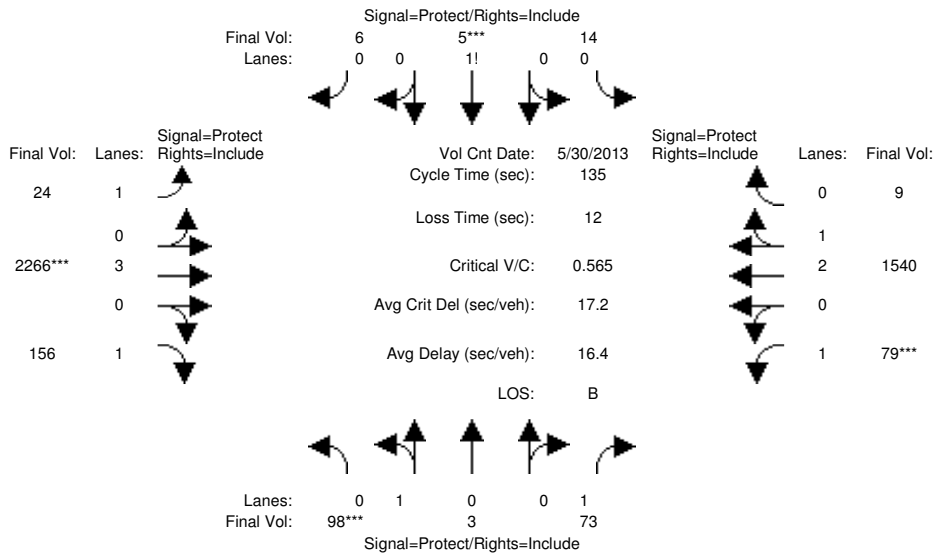 Signal=Protect/Rights=Include
Final Vol: 6 5*** 14
Lanes: 0 0 1! 0 0
Signal=Protect Signal=Protect
Final Vol: Lanes: Rights=Include Vol Cnt Date: 5/30/2013 Rights=Include Lanes: Final Vol:
Cycle Time (sec): 135
24 1 0 9
Loss Time (sec): 12
0 1
2266*** 3 Critical V/C: 0.565 2 1540
0 Avg Crit Del (sec/veh): 17.2 0
156 1 Avg Delay (sec/veh): 16.4 1 79***
LOS: B
Lanes: 0 1 0 0 1
Final Vol: 98*** 3 73
Signal=Protect/Rights=Include